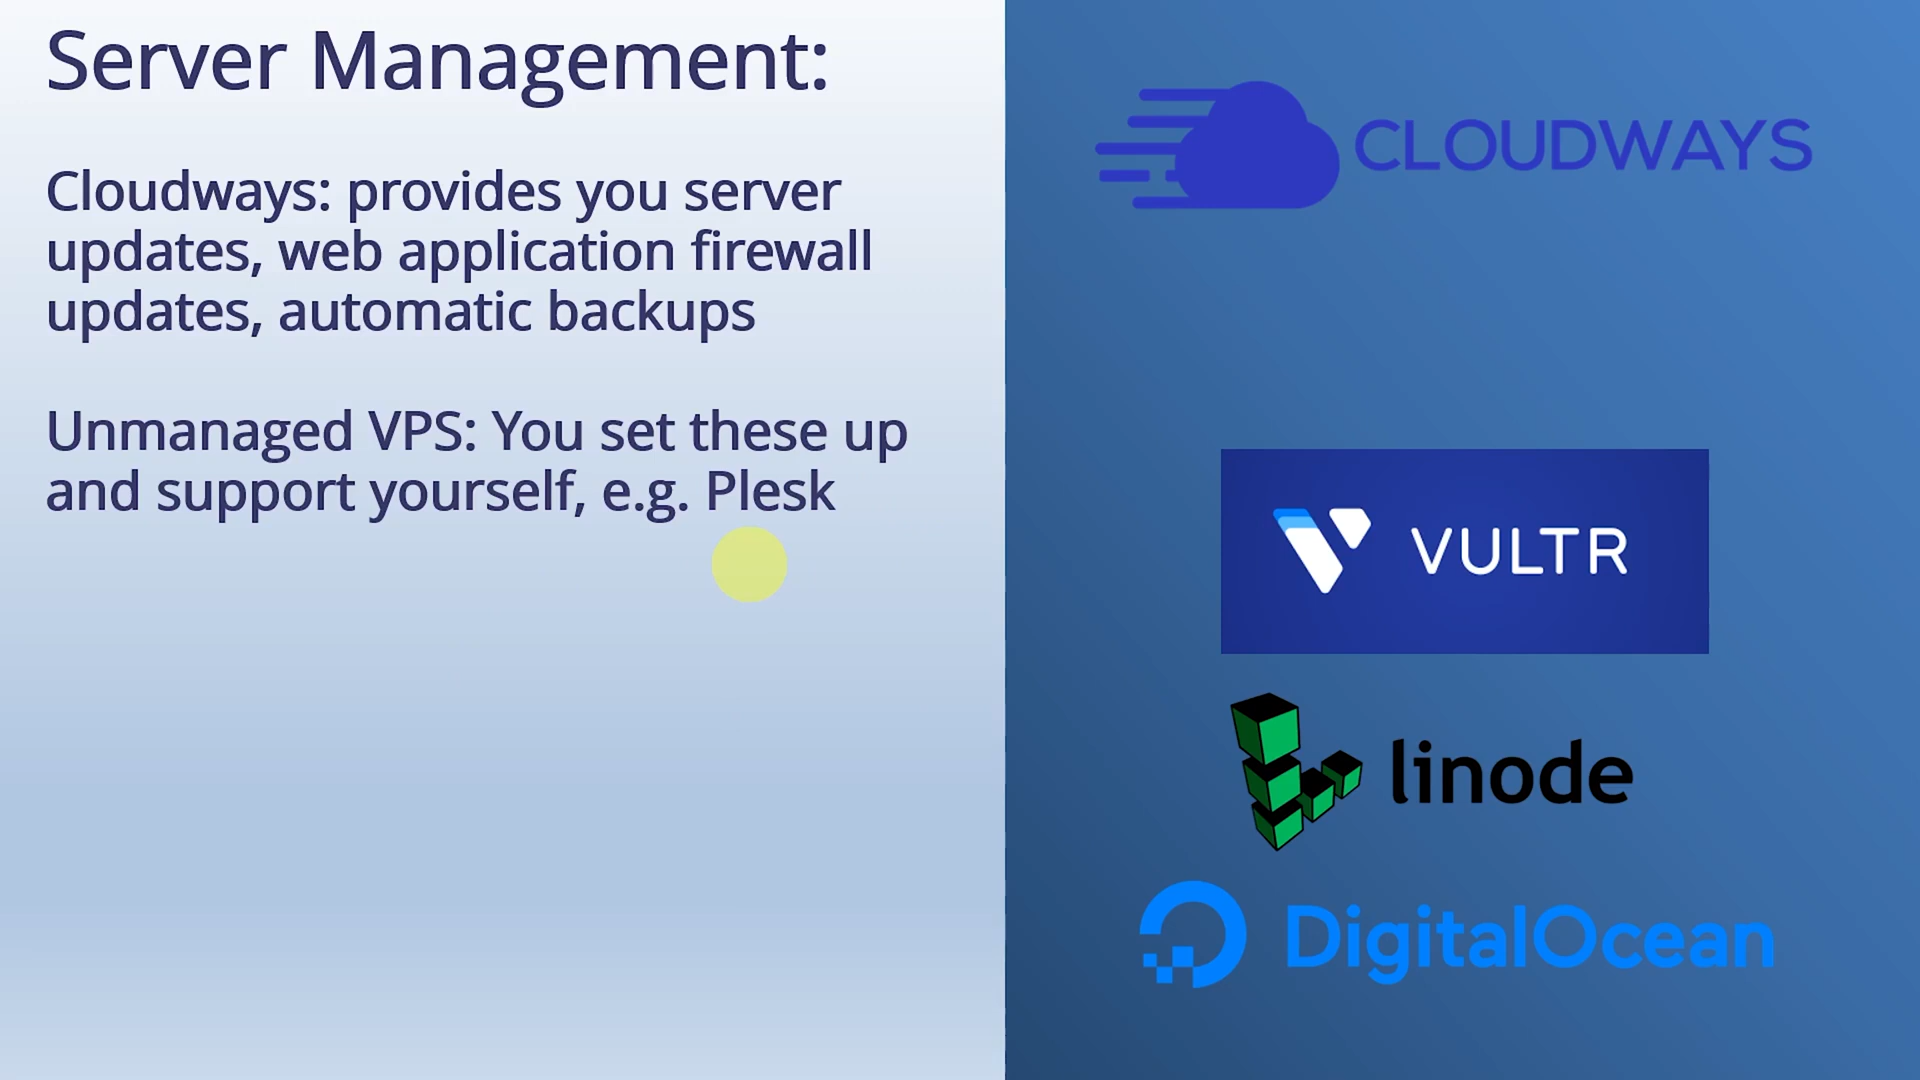 Server Management:
Cloudways: provides you server
updates, web application firewall
updates, automatic backups
Unmanaged VPS: You set these up
and support yourself, e.g. Plesk
CLOUDWAYS
VULTR
linode
DigitalOcean